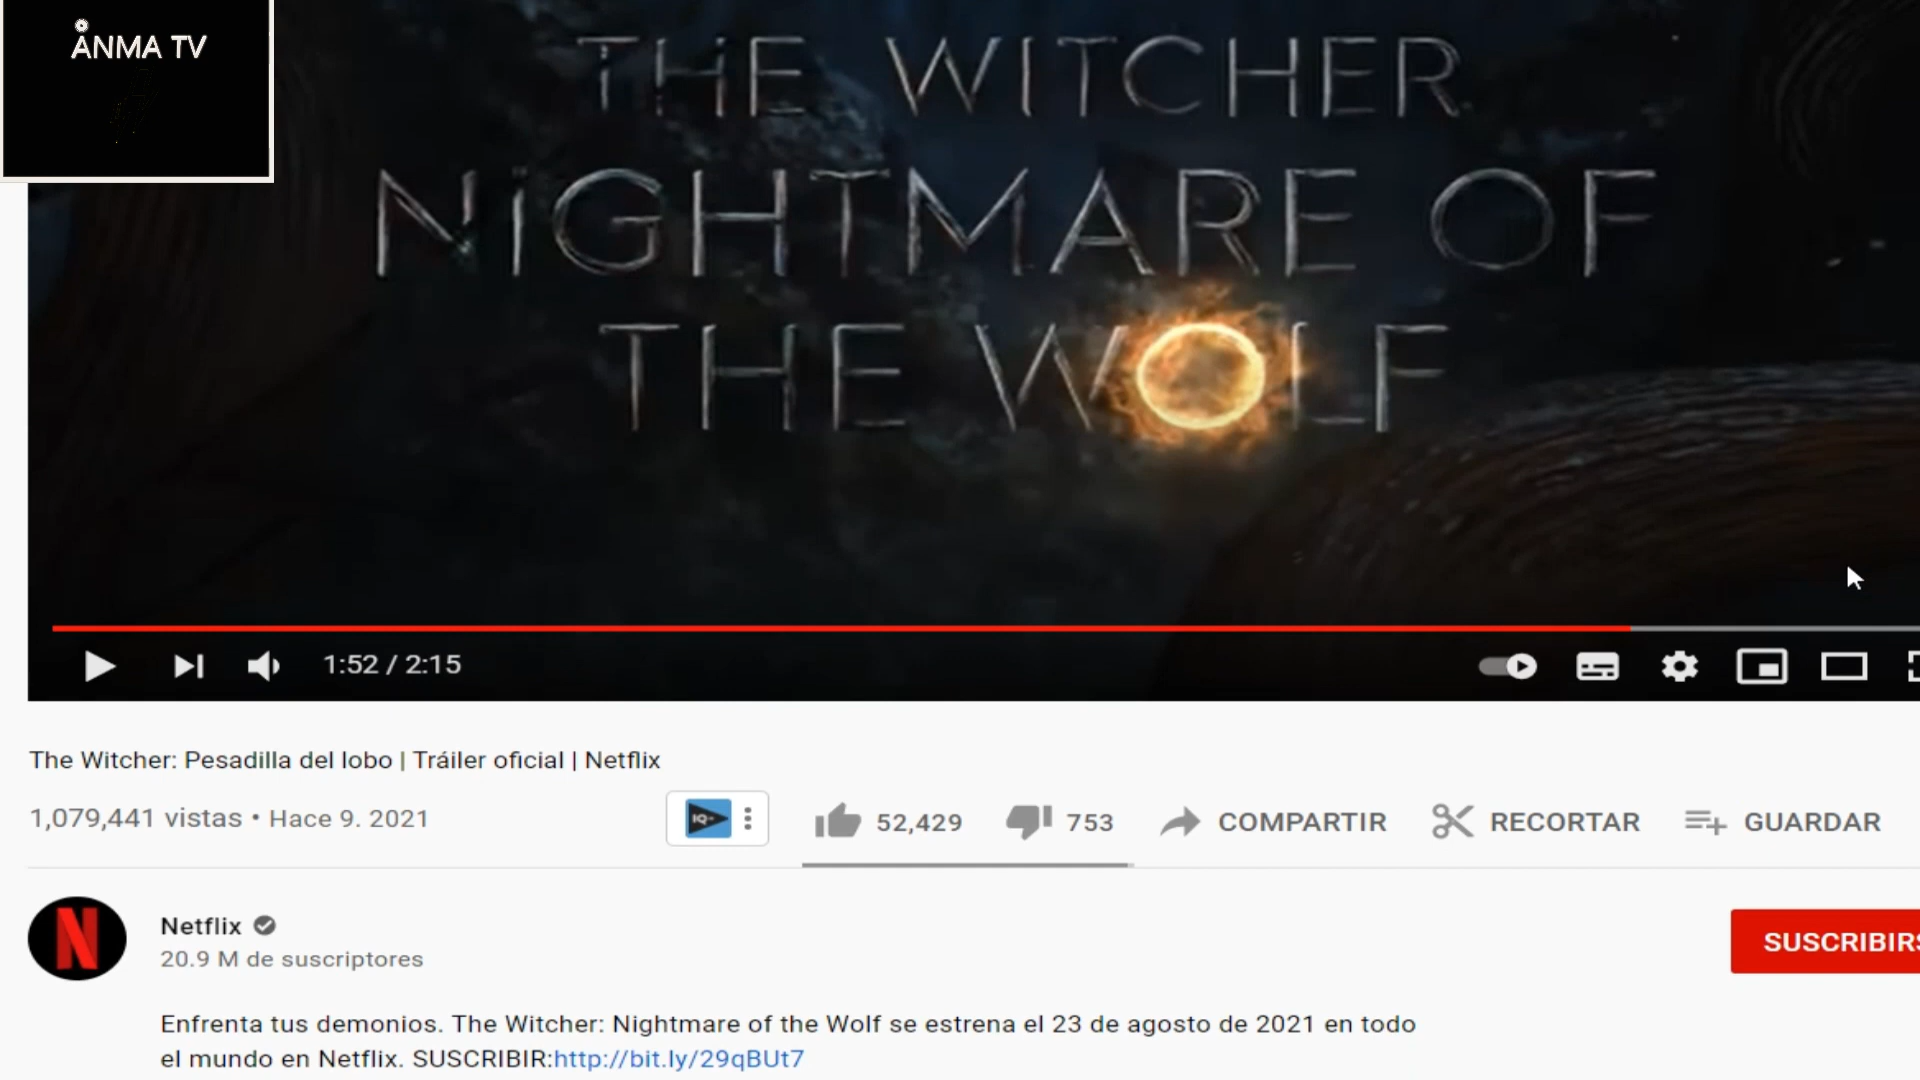 ÅNMA TV
THE WITCHER
NiGHTMARE OF
THE WOLF
1:52 / 2:15
The Witcher: Pesadilla del lobo | Tráiler oficial | Netflix
1,079,441 vistas • Hace 9. 2021
IQ
52,429
753
COMPARTIR
RECORTAR
GUARDAR
N
Netflix
20.9 M de suscriptores
SUSCRIBIRS
Enfrenta tus demonios. The Witcher: Nightmare of the Wolf se estrena el 23 de agosto de 2021 en todo
el mundo en Netflix. SUSCRIBIR:http://bit.ly/29qBUt7